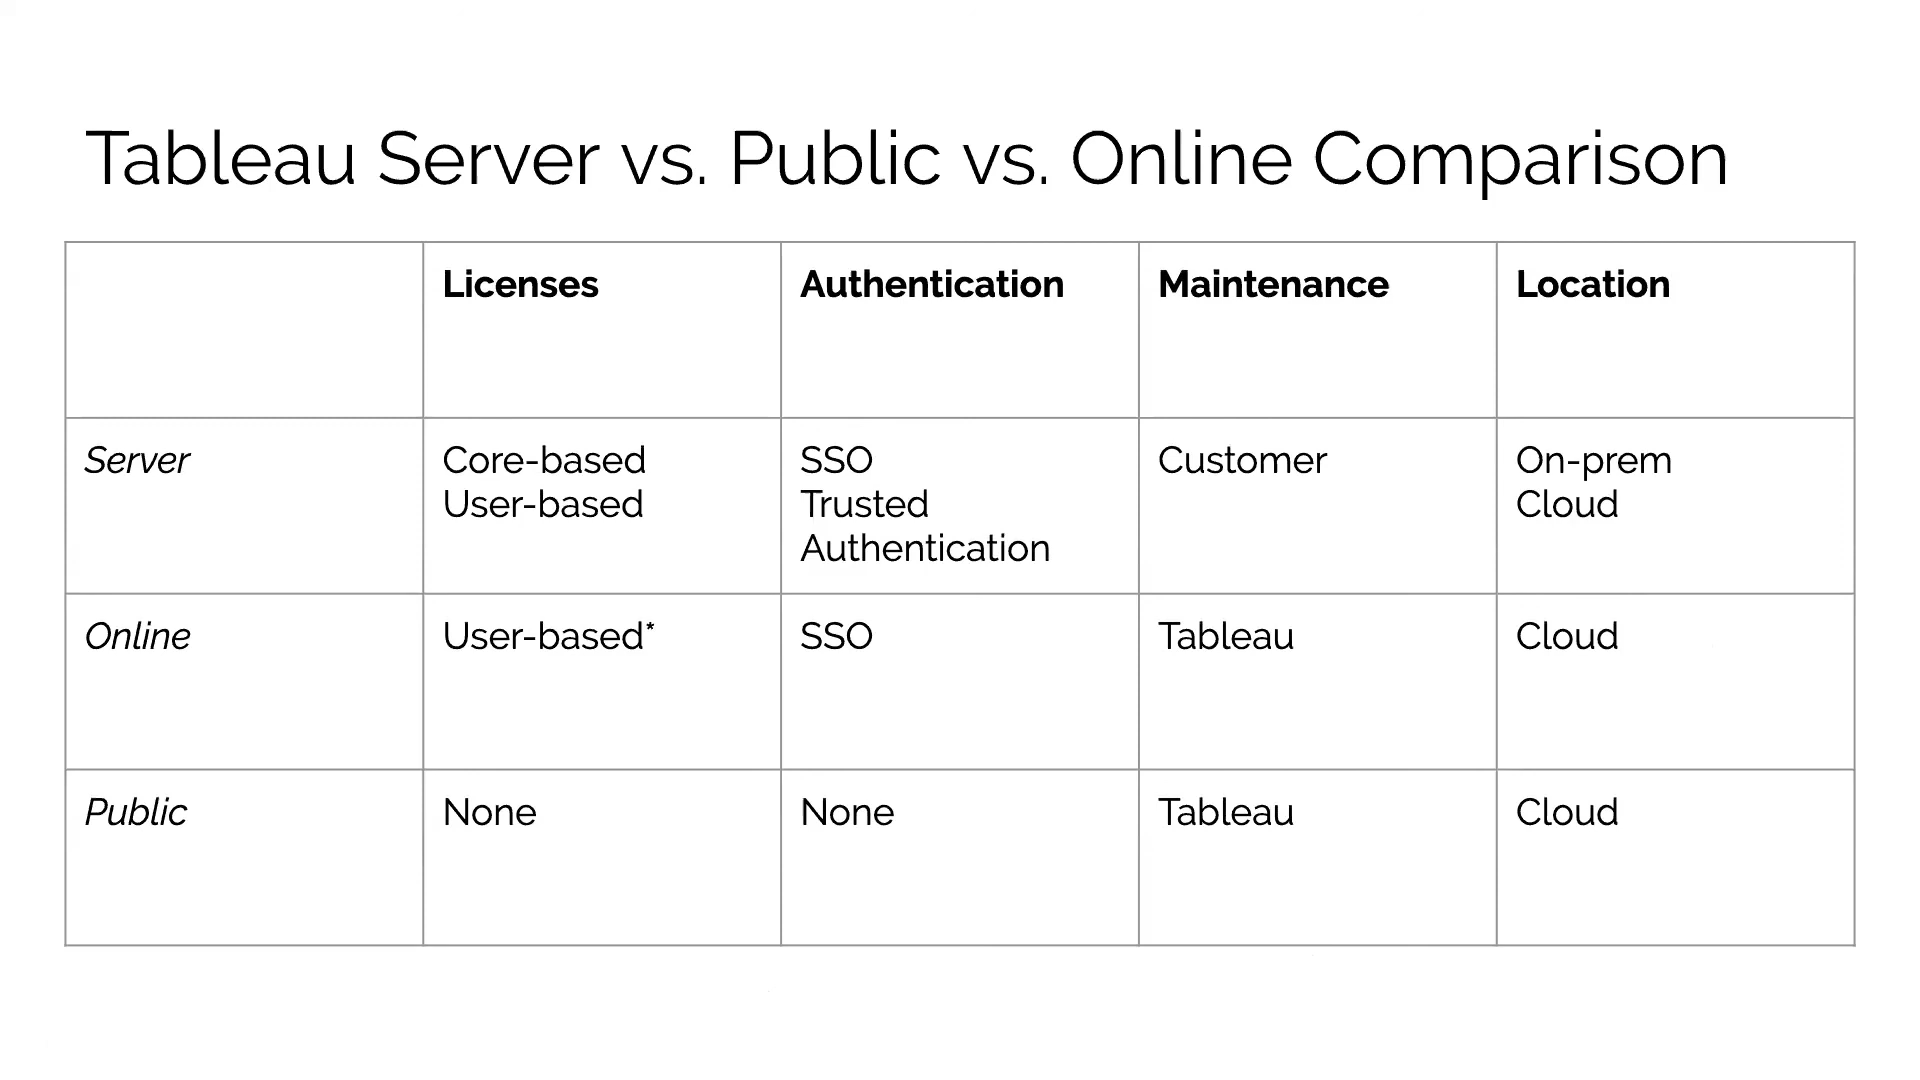 Tableau Server vs. Public vs. Online Comparison
Licenses Authentication Maintenance Location
Server Core-based SSO Customer On-prem
User-based Trusted Cloud
Authentication
Online User-based* SSO Tableau Cloud
Public None None Tableau Cloud